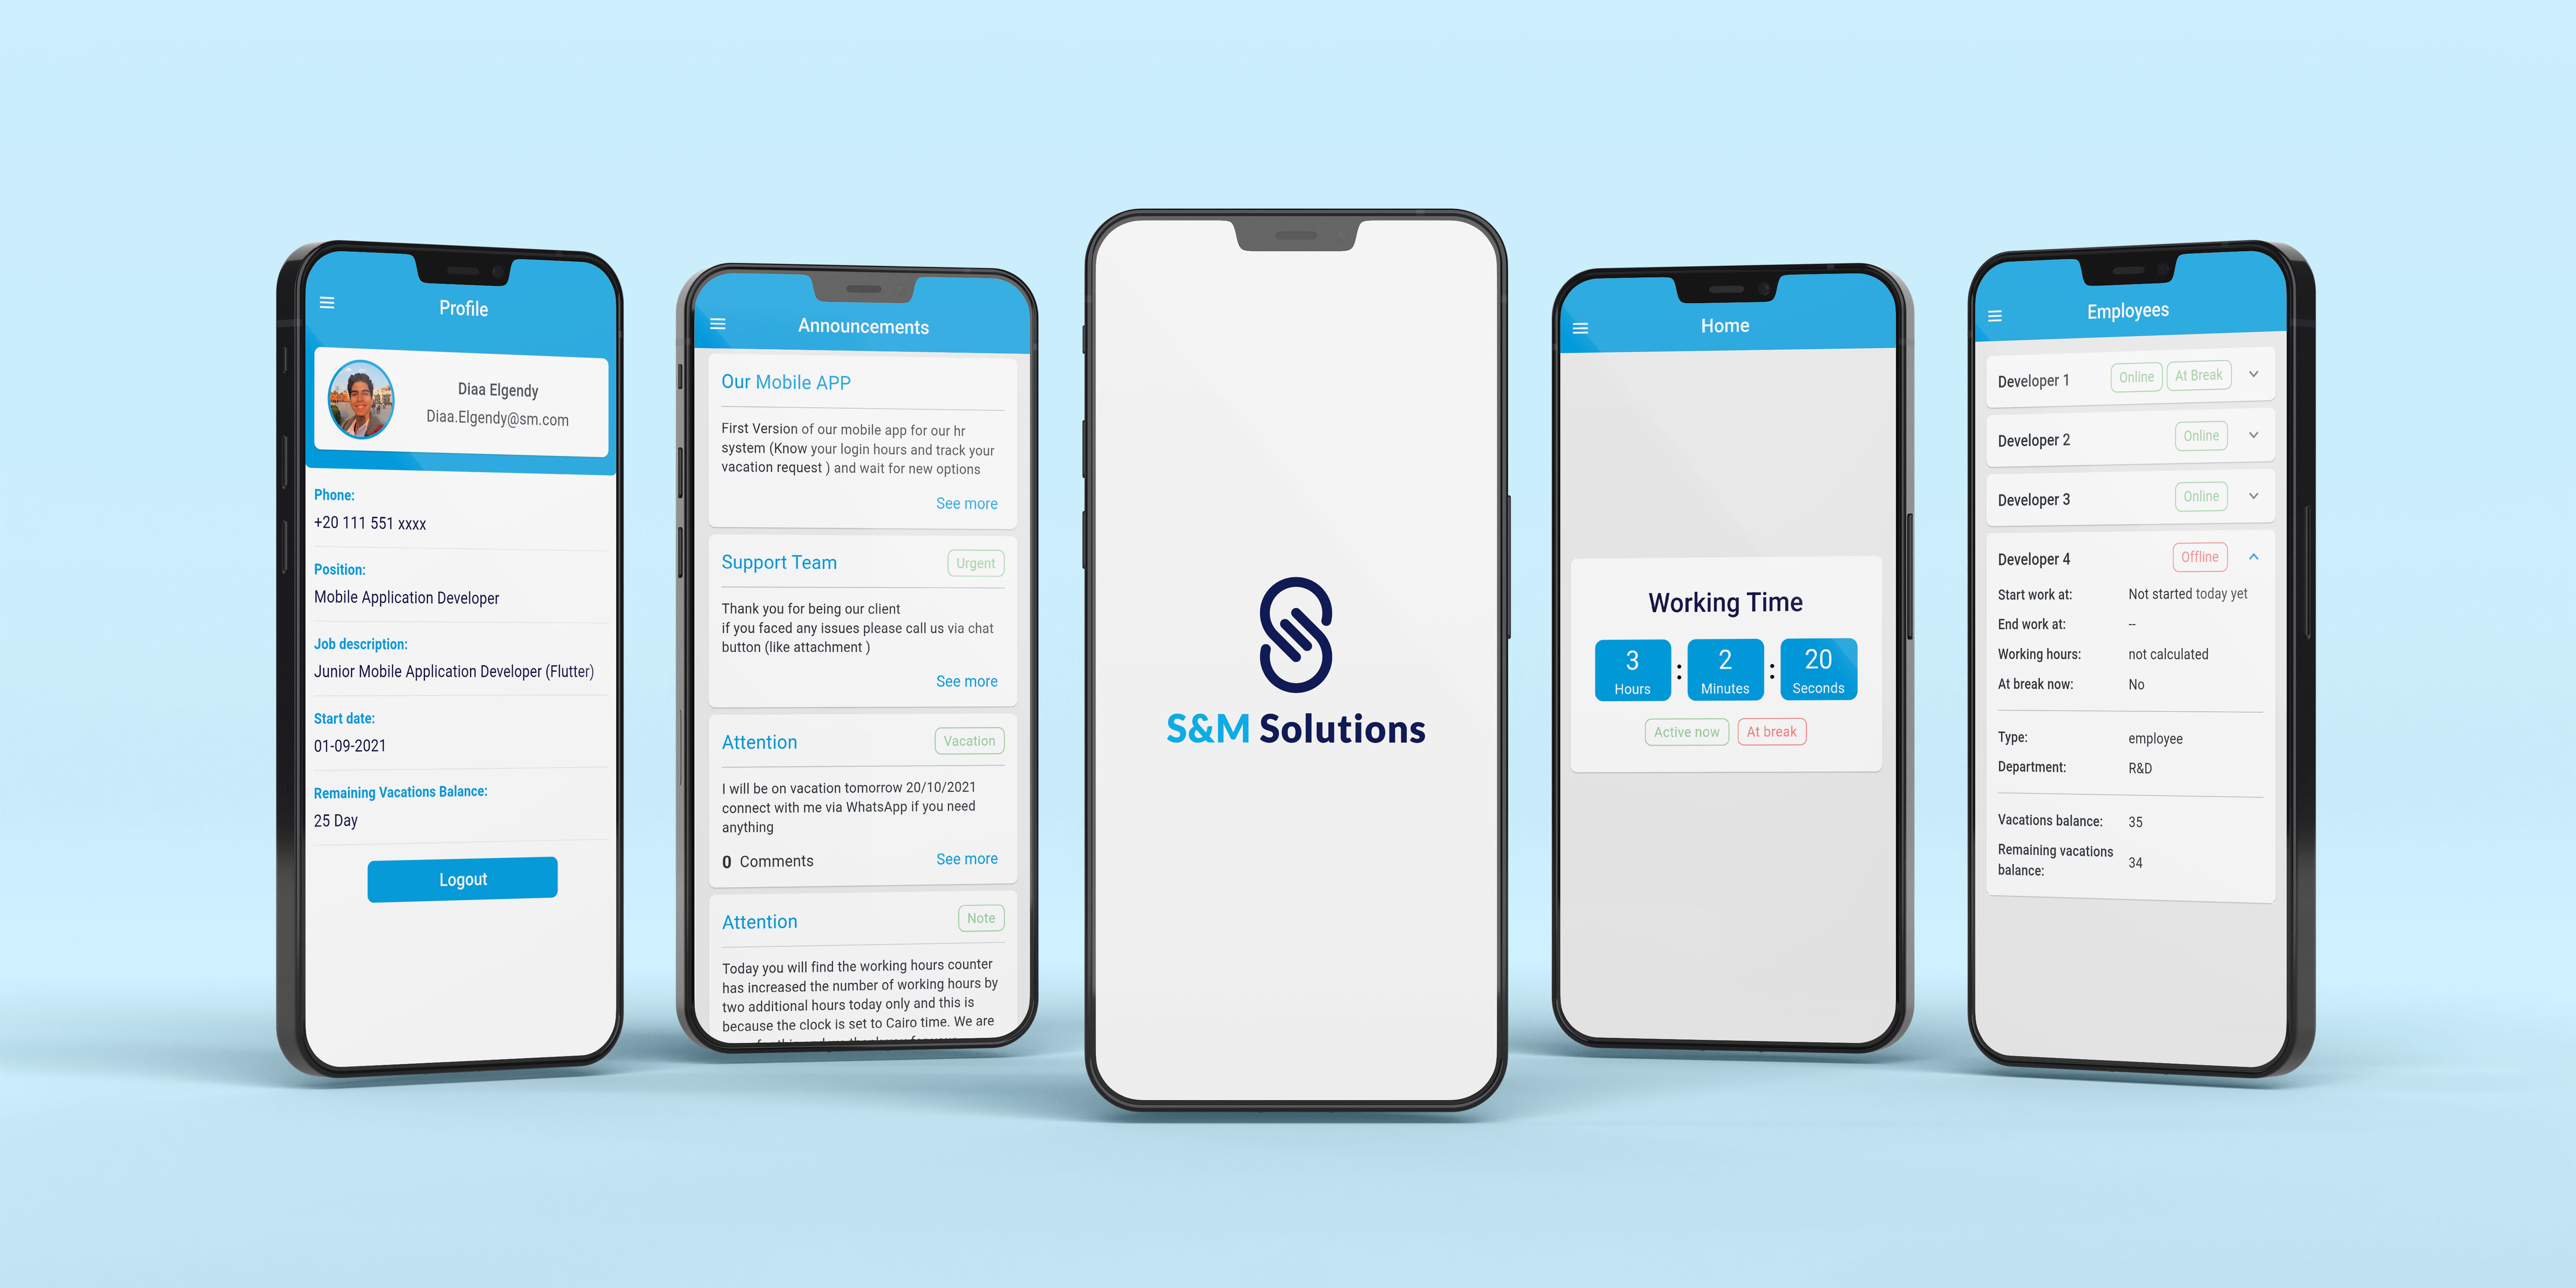 Profile
Diaa Elgendy
Diaa.Elgendy@sm.com
Phone:
+20 111 551 xxxx
Position:
Mobile Application Developer
Job description:
Junior Mobile Application Developer (Flutter)
Start date:
01-09-2021
Remaining Vacations Balance:
25 Day
Logout
Announcements
Our Mobile APP
First Version of our mobile app for our hr
system (Know your login hours and track your
vacation request ) and wait for new options
See more
Support Team
Urgent
Thank you for being our client
if you faced any issues please call us via chat
button (like attachment )
See more
Attention
Vacation
I will be on vacation tomorrow 20/10/2021
connect with me via WhatsApp if you need
anything
0 Comments
See more
Attention
Note
Today you will find the working hours counter
has increased the number of working hours by
two additional hours today only and this is
because the clock is set to Cairo time. We are
S&M Solutions
Home
Working Time
3 : 2 : 20
Hours Minutes Seconds
Active now At break
Employees
Developer 1 Online At Break
Developer 2 Online
Developer 3 Online
Developer 4 Offline
Start work at: Not started today yet
End work at: --
Working hours: not calculated
At break now: No
Type: employee
Department: R&D
Vacations balance: 35
Remaining vacations
balance: 34